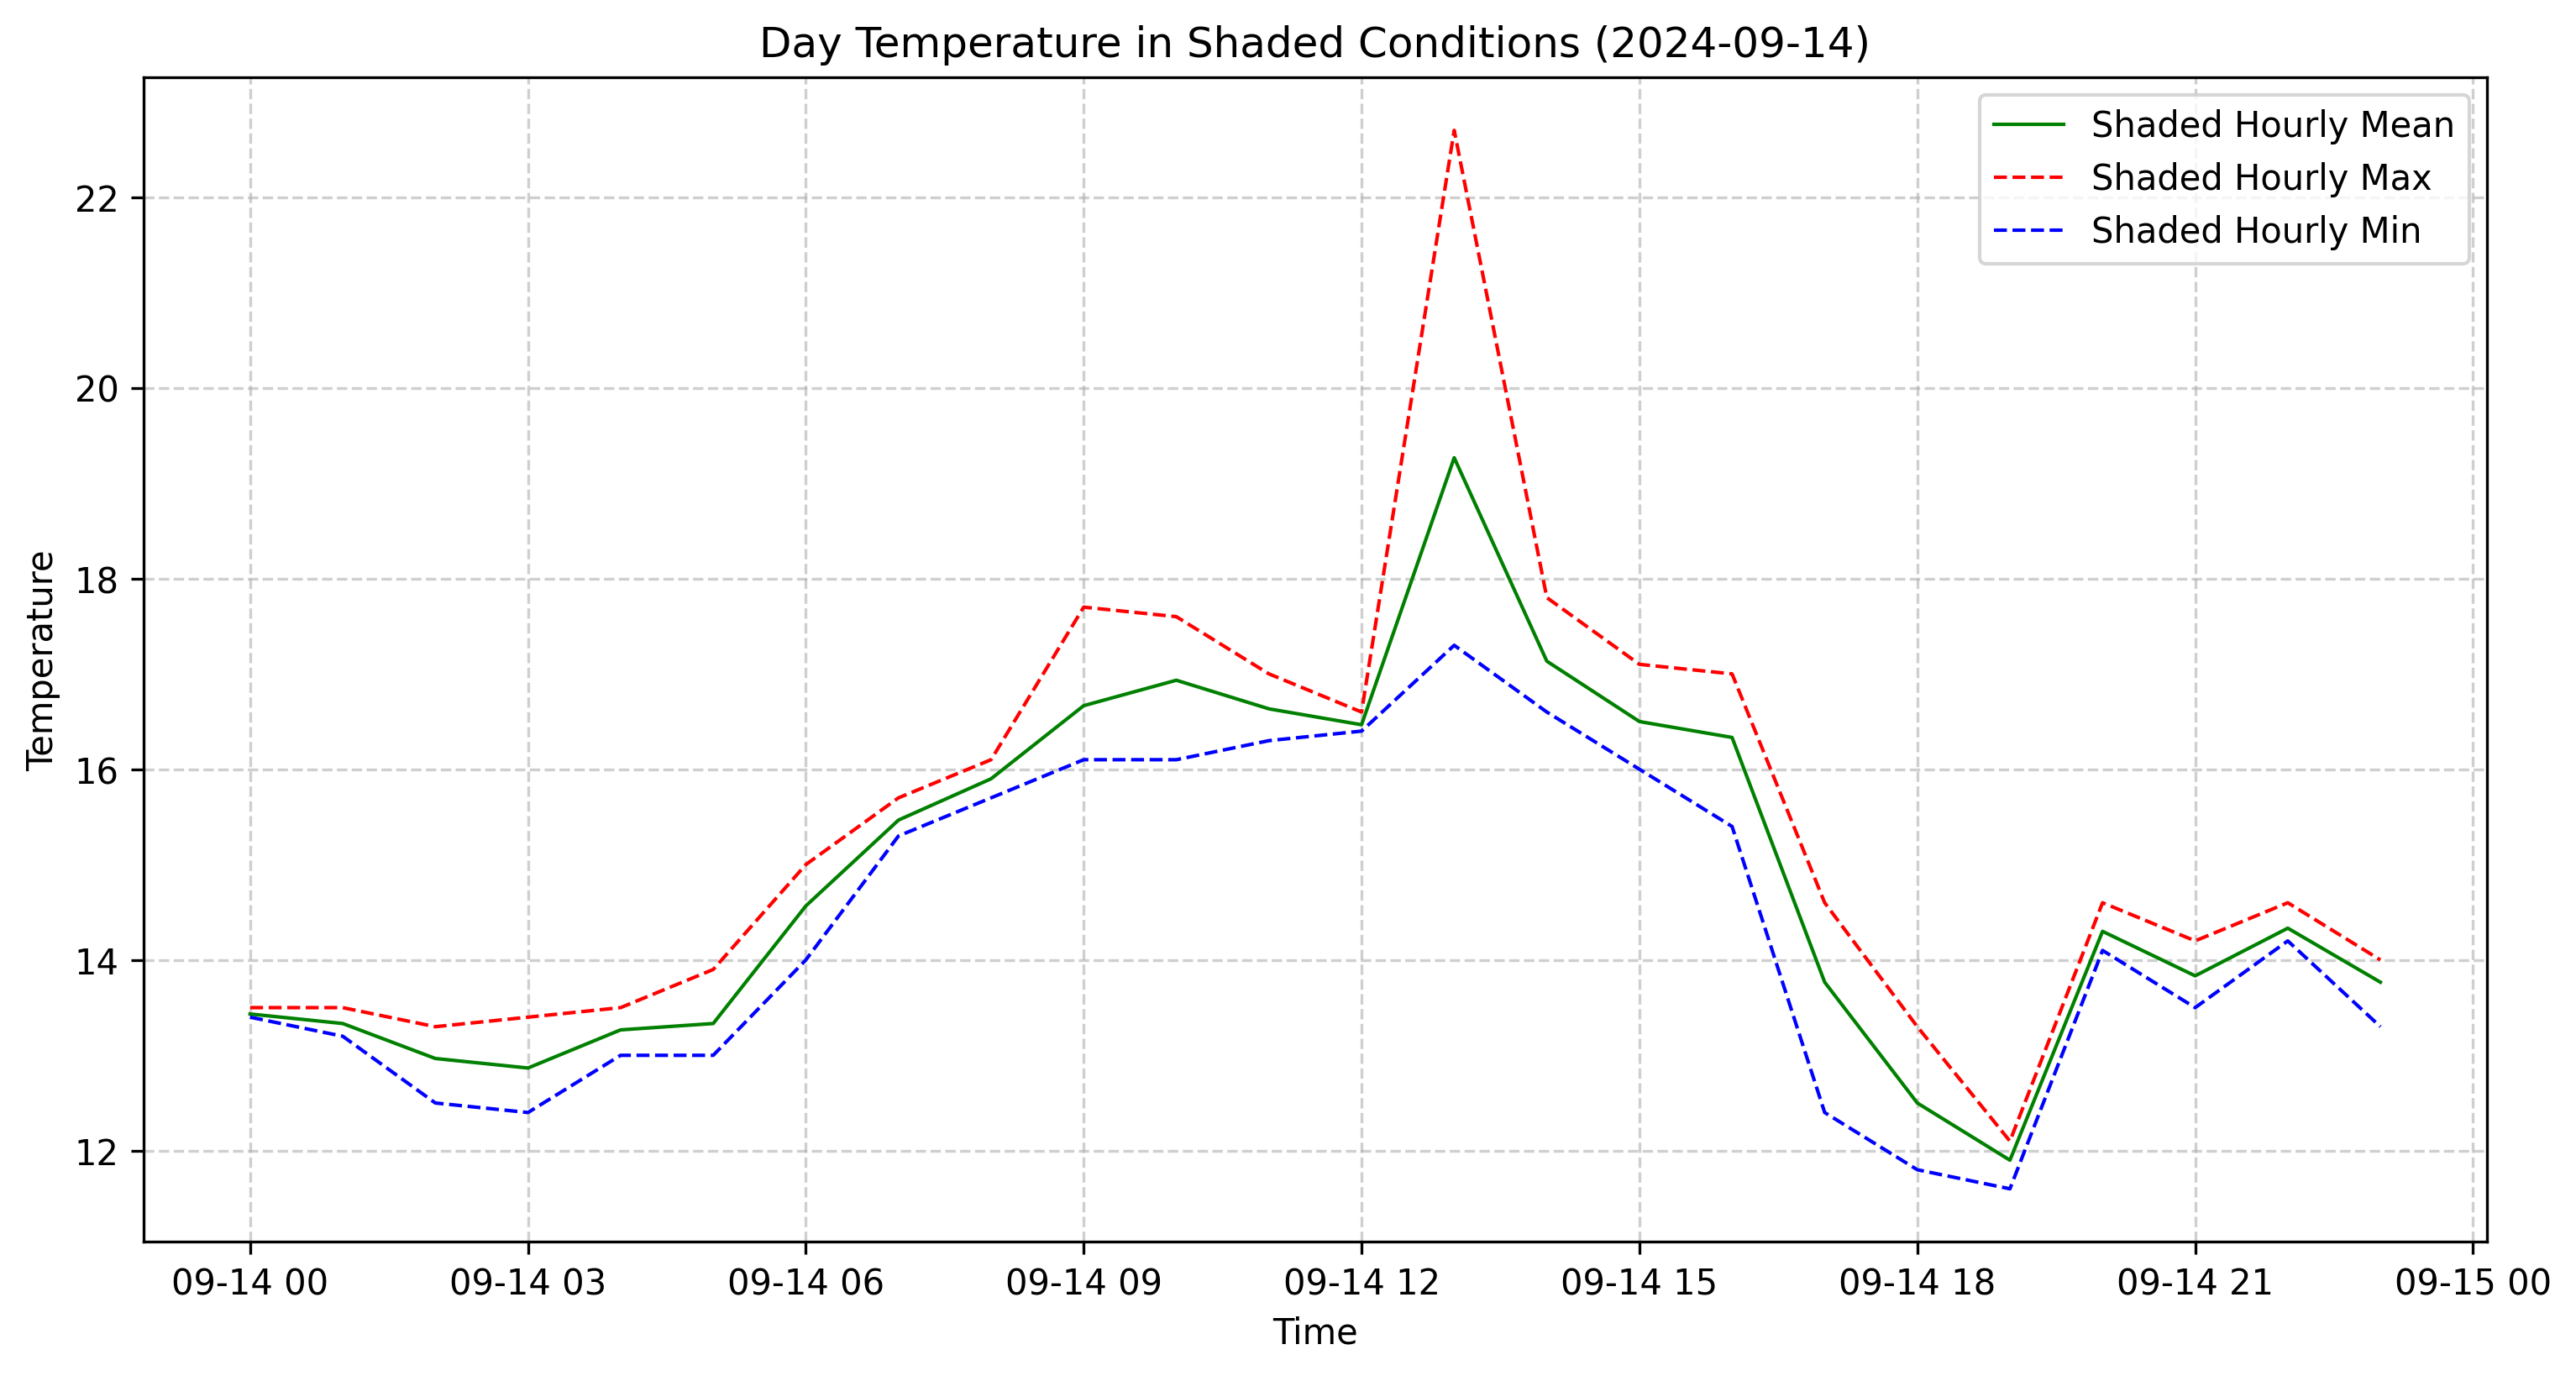 Day Temperature in Shaded Conditions (2024-09-14)
Shaded Hourly Mean
Shaded Hourly Max
Shaded Hourly Min
Temperature
22
20
18
16
14
12
09-14 00
09-14 03
09-14 06
09-14 09
09-14 12
09-14 15
09-14 18
09-14 21
09-15 00
Time